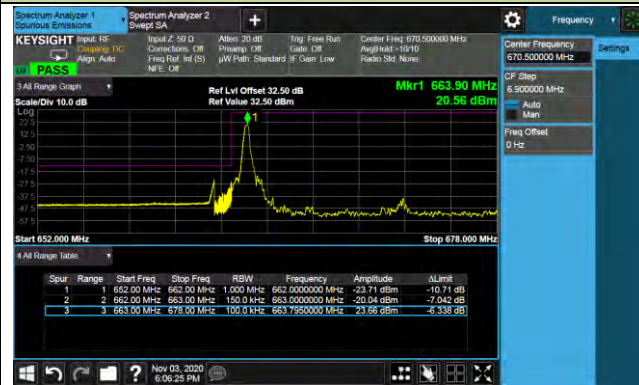 Spectrum Analyzer 1
Spurious Emissions
Spectrum Analyzer 2
Swept SA
+
Frequency
KEYSIGHT
Input: RF
Coupling: DC
Align: Auto
Input Z: 50 Ω
Corrections: Off
Freq Ref: Int (S)
NFE: Off
Atten: 20 dB
Preamp: Off
µW Path: Standard
Trig: Free Run
Gate: Off
IF Gain: Low
Center Freq: 670.500000 MHz
Avg|Hold:>10/10
Radio Std: None
PASS
Center Frequency
670.500000 MHz
Settings
CF Step
6.900000 MHz
Auto
Man
Freq Offset
0 Hz
3 All Range Graph
Scale/Div 10.0 dB
Ref Lvl Offset 32.50 dB
Ref Value 32.50 dBm
Mkr1 663.90 MHz
20.56 dBm
Log
22.5
12.5
2.50
-7.50
-17.5
-27.5
-37.5
-47.5
-57.5
1
Start 652.000 MHz
Stop 678.000 MHz
4 All Range Table
Spur Range Start Freq Stop Freq RBW Frequency Amplitude ΔLimit
1 1 652.00 MHz 662.00 MHz 1.000 MHz 662.0000000 MHz -23.71 dBm -10.71 dB
2 2 662.00 MHz 663.00 MHz 150.0 kHz 663.0000000 MHz -20.04 dBm -7.042 dB
3 3 663.00 MHz 678.00 MHz 100.0 kHz 663.7950000 MHz 23.66 dBm -6.338 dB
?
Nov 03, 2020
6:06:25 PM